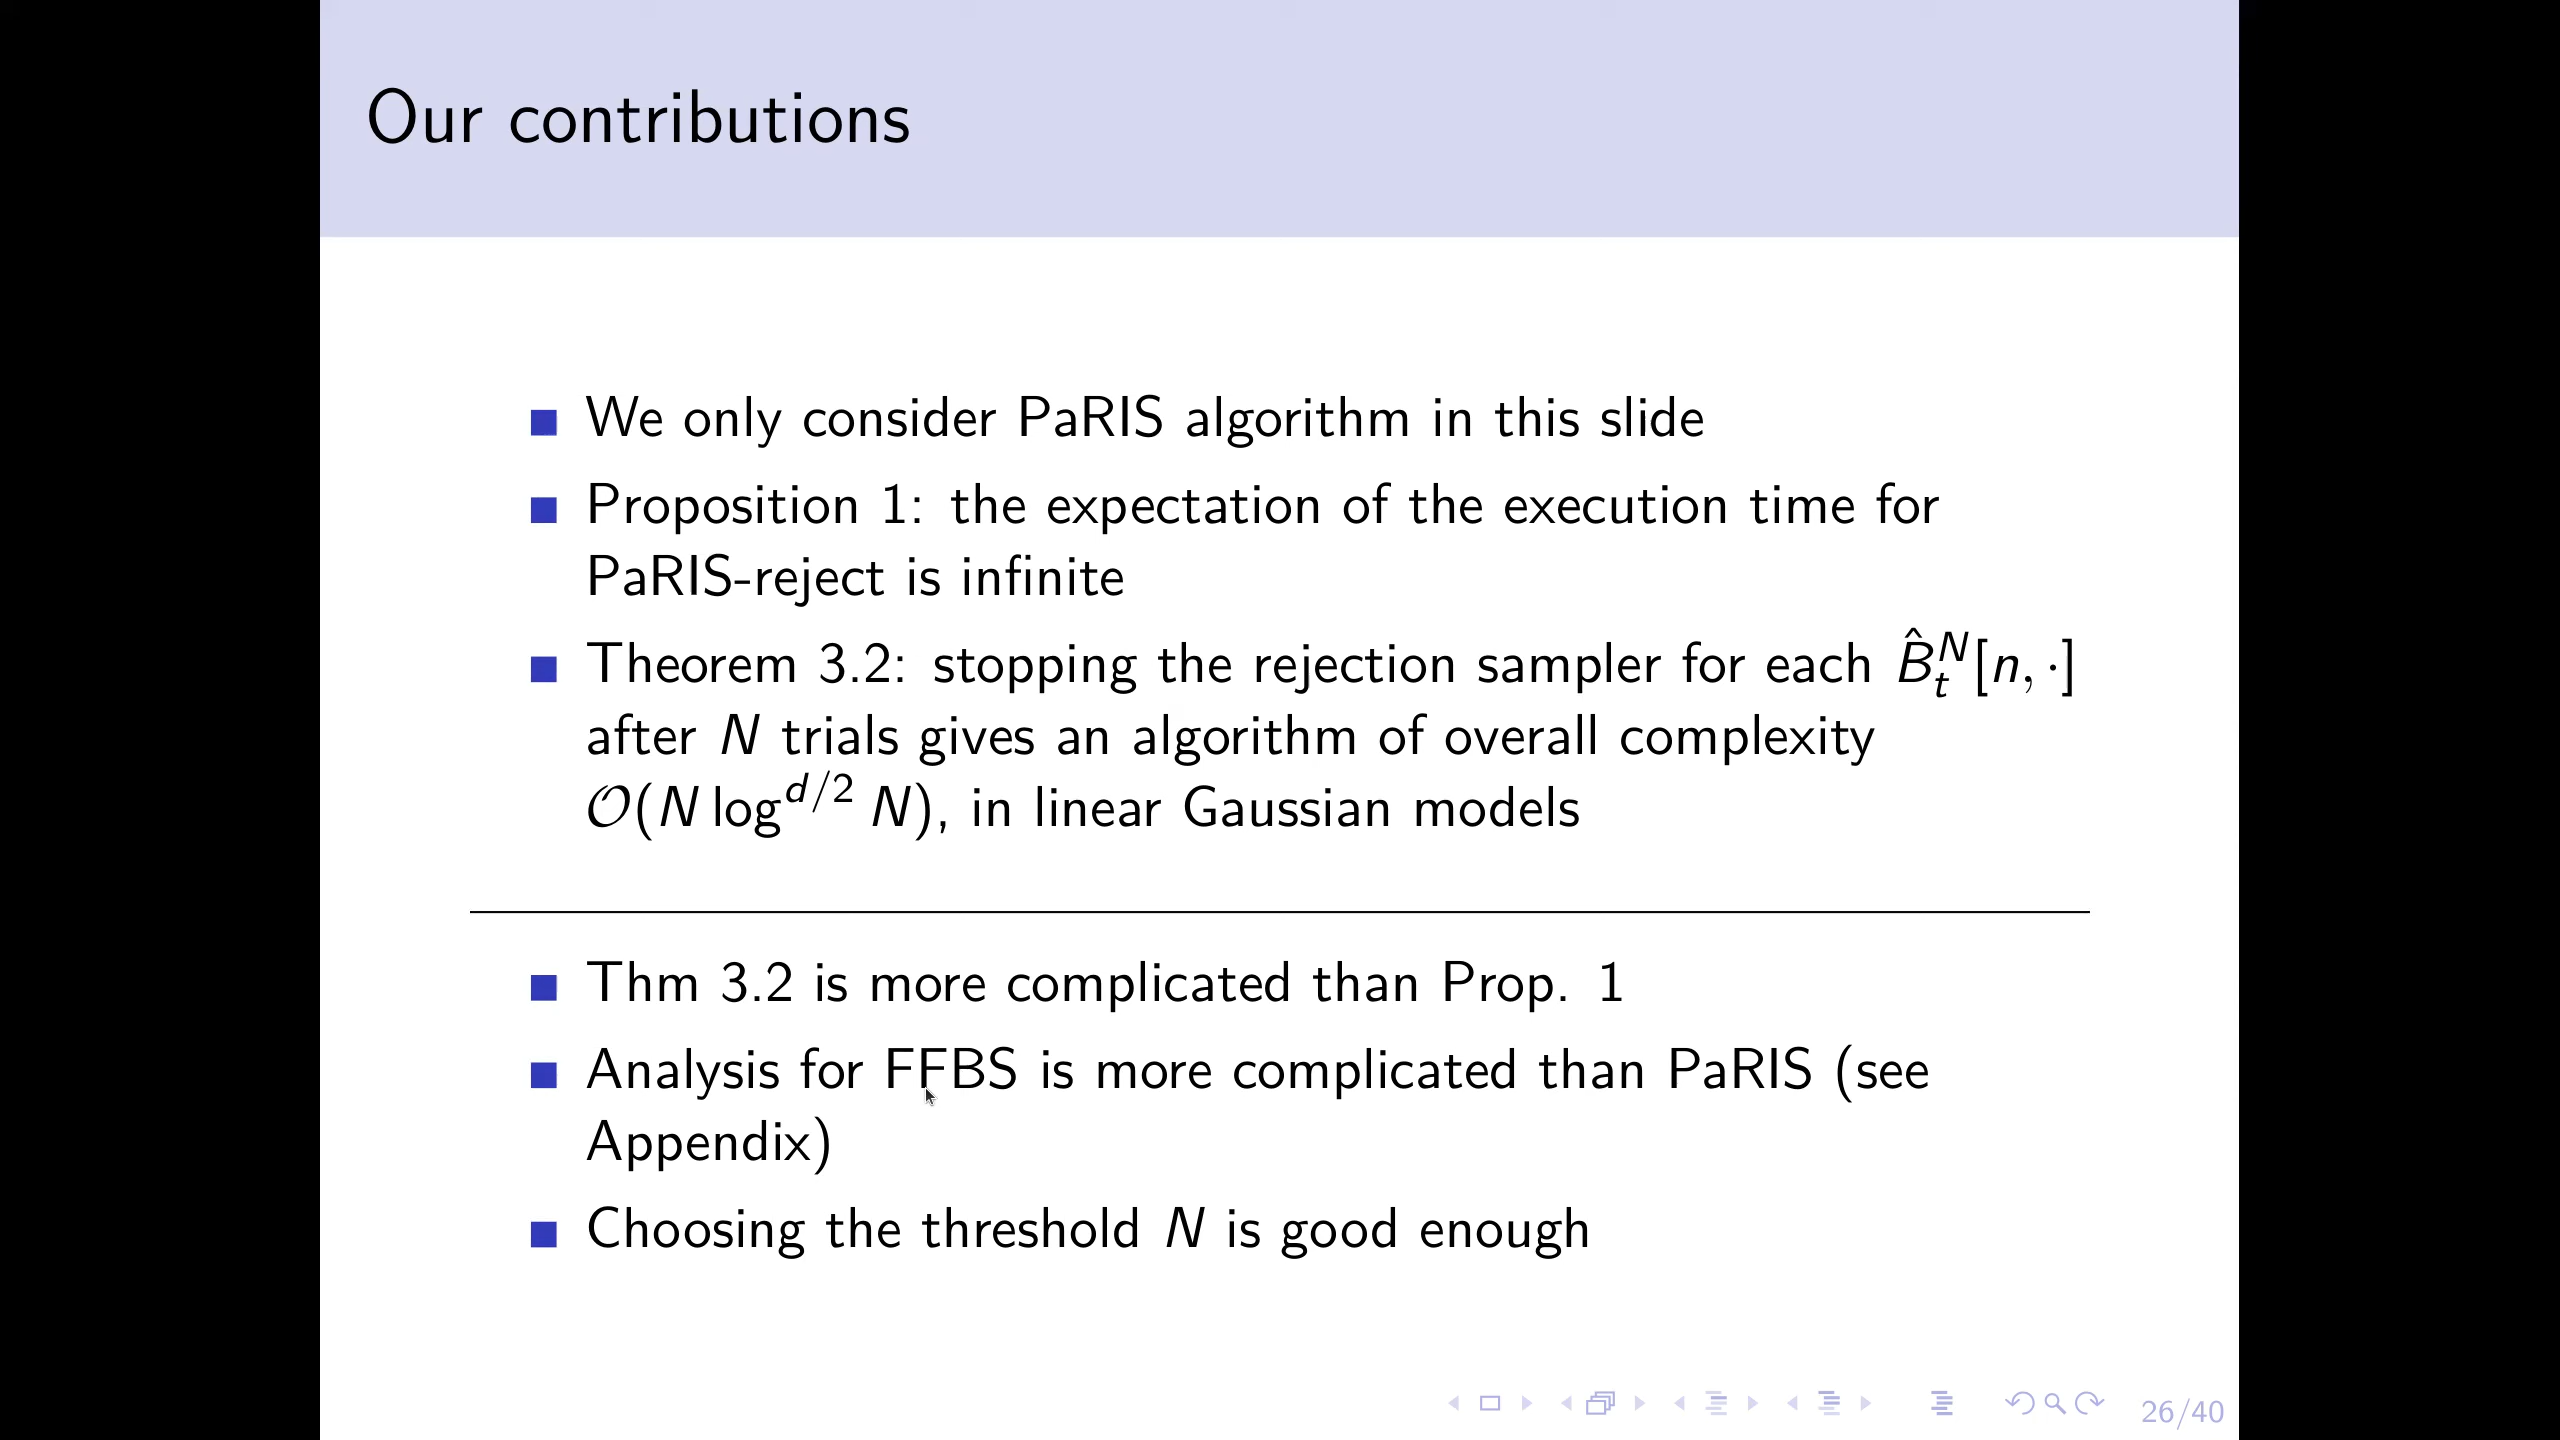 Our contributions
■ We only consider PaRIS algorithm in this slide
■ Proposition 1: the expectation of the execution time for
PaRIS-reject is infinite
■ Theorem 3.2: stopping the rejection sampler for each $\hat{B}_t^N[n, \cdot]$
after N trials gives an algorithm of overall complexity
$\mathcal{O}(N \log^{d/2} N)$, in linear Gaussian models
■ Thm 3.2 is more complicated than Prop. 1
■ Analysis for FFBS is more complicated than PaRIS (see
Appendix)
■ Choosing the threshold N is good enough
26/40